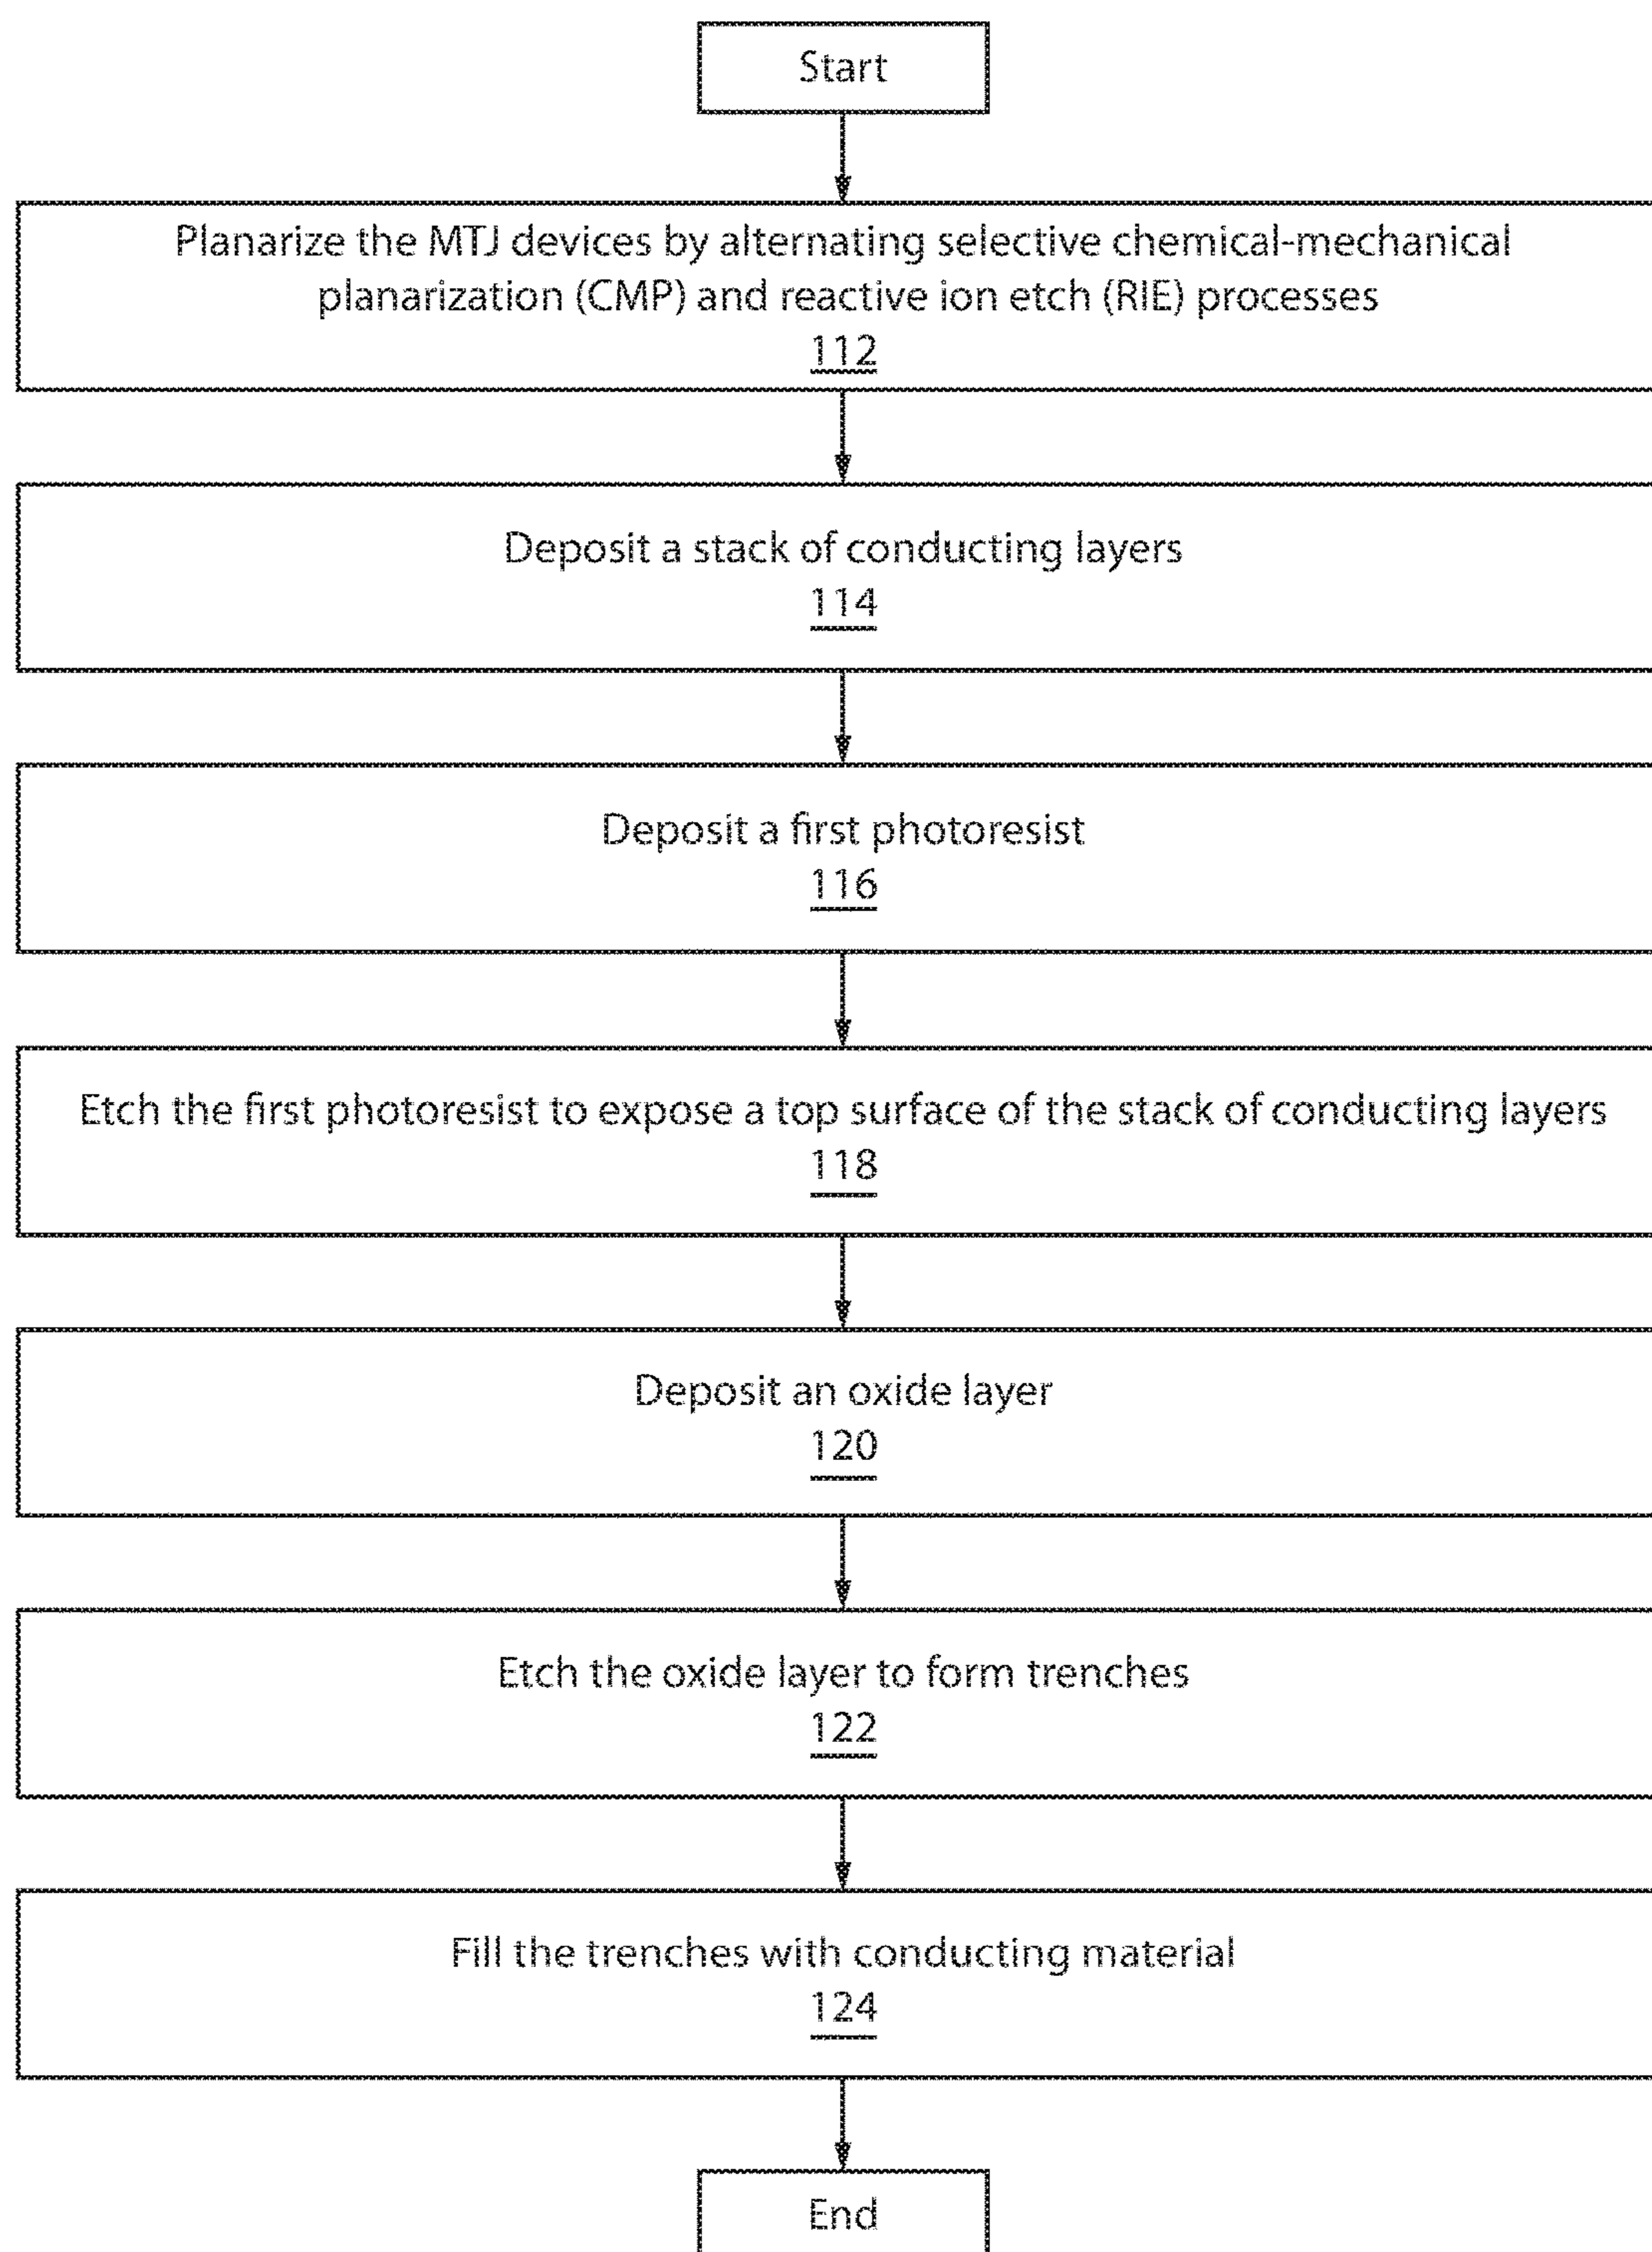 Start
Planarize the MTJ devices by alternating selective chemical-mechanical
planarization (CMP) and reactive ion etch (RIE) processes
112
Deposit a stack of conducting layers
114
Deposit a first photoresist
116
Etch the first photoresist to expose a top surface of the stack of conducting layers
118
Deposit an oxide layer
120
Etch the oxide layer to form trenches
122
Fill the trenches with conducting material
124
End